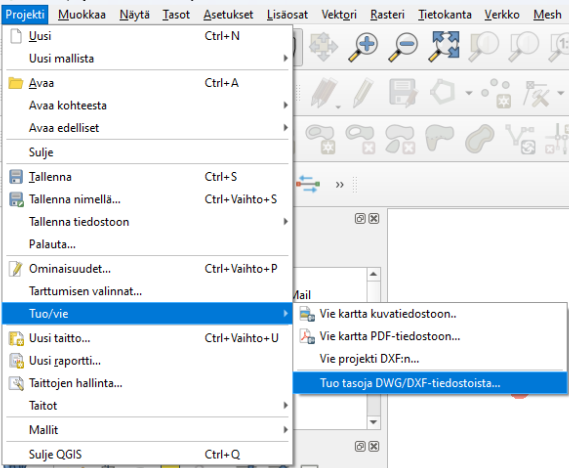 Projekti Muokkaa Näytä Tasot Asetukset Lisäosat Vektori Rasteri Tietokanta Verkko Mesh
Uusi Ctrl+N
Uusi mallista
Avaa Ctrl+A
Avaa kohteesta
Avaa edelliset
Sulje
Tallenna Ctrl+S
Tallenna nimellä... Ctrl+Vaihto+S
Tallenna tiedostoon
Palauta...
Ominaisuudet... Ctrl+Vaihto+P
Tarttumisen valinnat...
Mail
Tuo/vie
Vie kartta kuvatiedostoon...
Uusi taitto... Ctrl+Vaihto+U
Vie kartta PDF-tiedostoon...
Uusi raportti...
Vie projekti DXF:n...
Taittojen hallinta...
Tuo tasoja DWG/DXF-tiedostoista...
Taitot
Mallit
Sulje QGIS Ctrl+Q